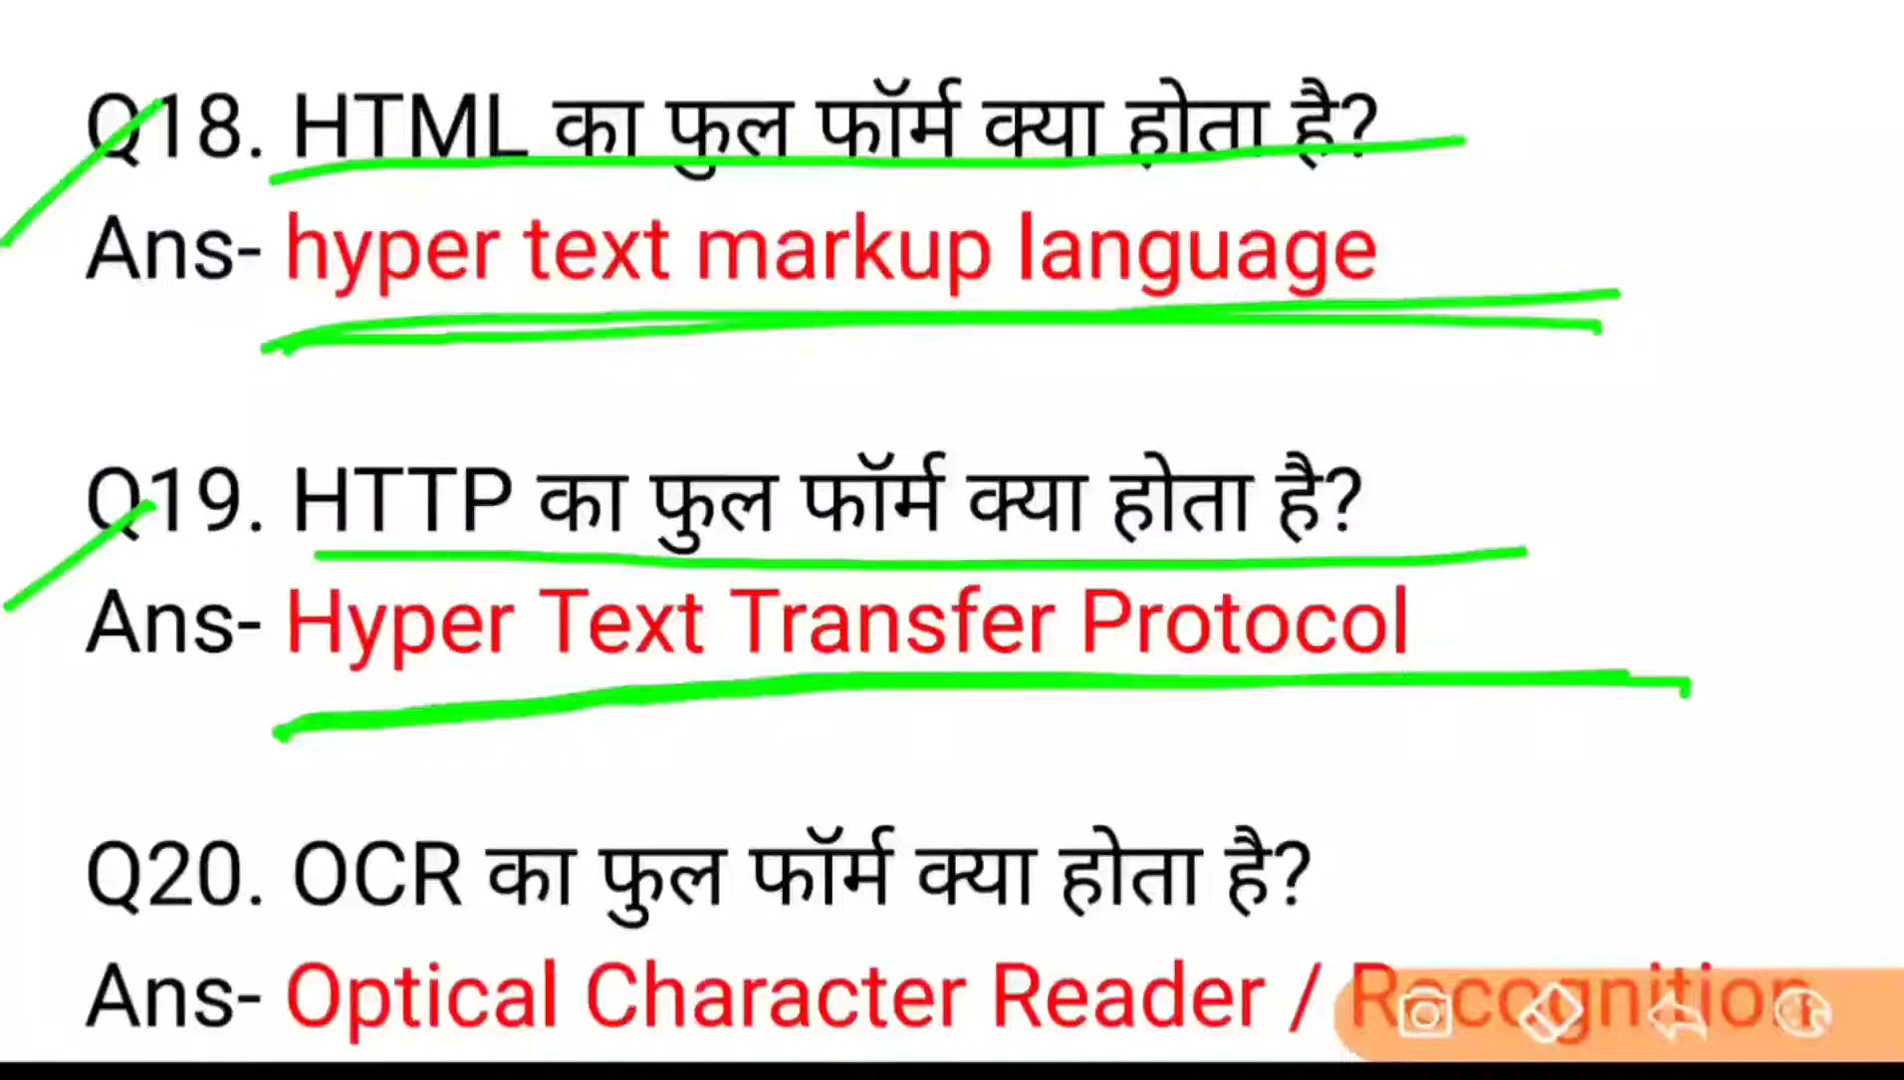 Q18. HTML का फुल फॉर्म क्या होता है?
Ans- hyper text markup language
Q19. HTTP का फुल फॉर्म क्या होता है?
Ans- Hyper Text Transfer Protocol
Q20. OCR का फुल फॉर्म क्या होता है?
Ans- Optical Character Reader / Recognition